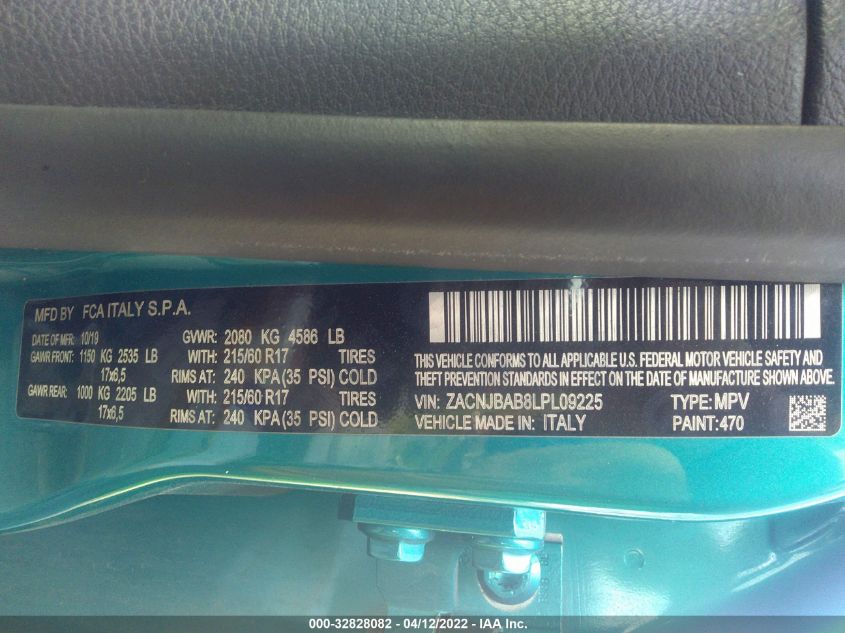 MFD BY FCA ITALY S.P.A.
DATE OF MFR: 10/19 GVWR: 2080 KG 4586 LB
GAWR FRONT: 1150 KG 2535 LB WITH: 215/60 R17 TIRES
17x6,5 RIMS AT: 240 KPA (35 PSI) COLD
GAWR REAR: 1000 KG 2205 LB WITH: 215/60 R17 TIRES
17x6,5 RIMS AT: 240 KPA (35 PSI) COLD
THIS VEHICLE CONFORMS TO ALL APPLICABLE U.S. FEDERAL MOTOR VEHICLE SAFETY AND
THEFT PREVENTION STANDARDS IN EFFECT ON THE DATE OF MANUFACTURE SHOWN ABOVE.
VIN: ZACNJBAB8LPL09225 TYPE: MPV
VEHICLE MADE IN: ITALY PAINT: 470
000-32828082 - 04/12/2022 - IAA Inc.